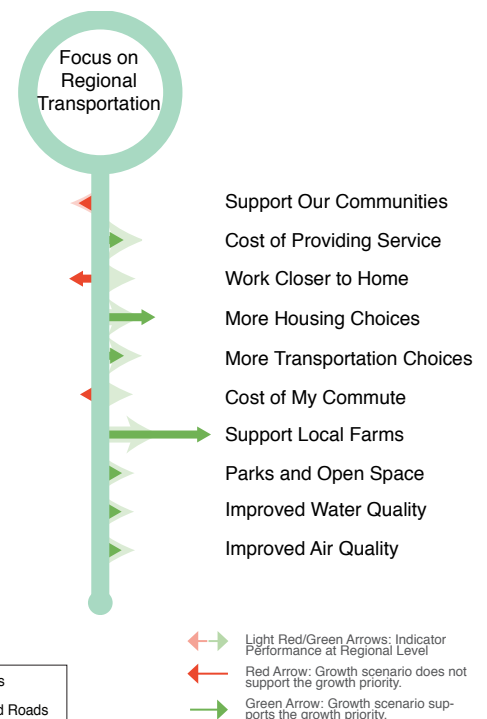 Focus on
Regional
Transportation
Support Our Communities
Cost of Providing Service
Work Closer to Home
More Housing Choices
More Transportation Choices
Cost of My Commute
Support Local Farms
Parks and Open Space
Improved Water Quality
Improved Air Quality
Light Red/Green Arrows: Indicator
Performance at Regional Level
Red Arrow: Growth scenario does not
support the growth priority.
Green Arrow: Growth scenario sup-
ports the growth priority.
Roads